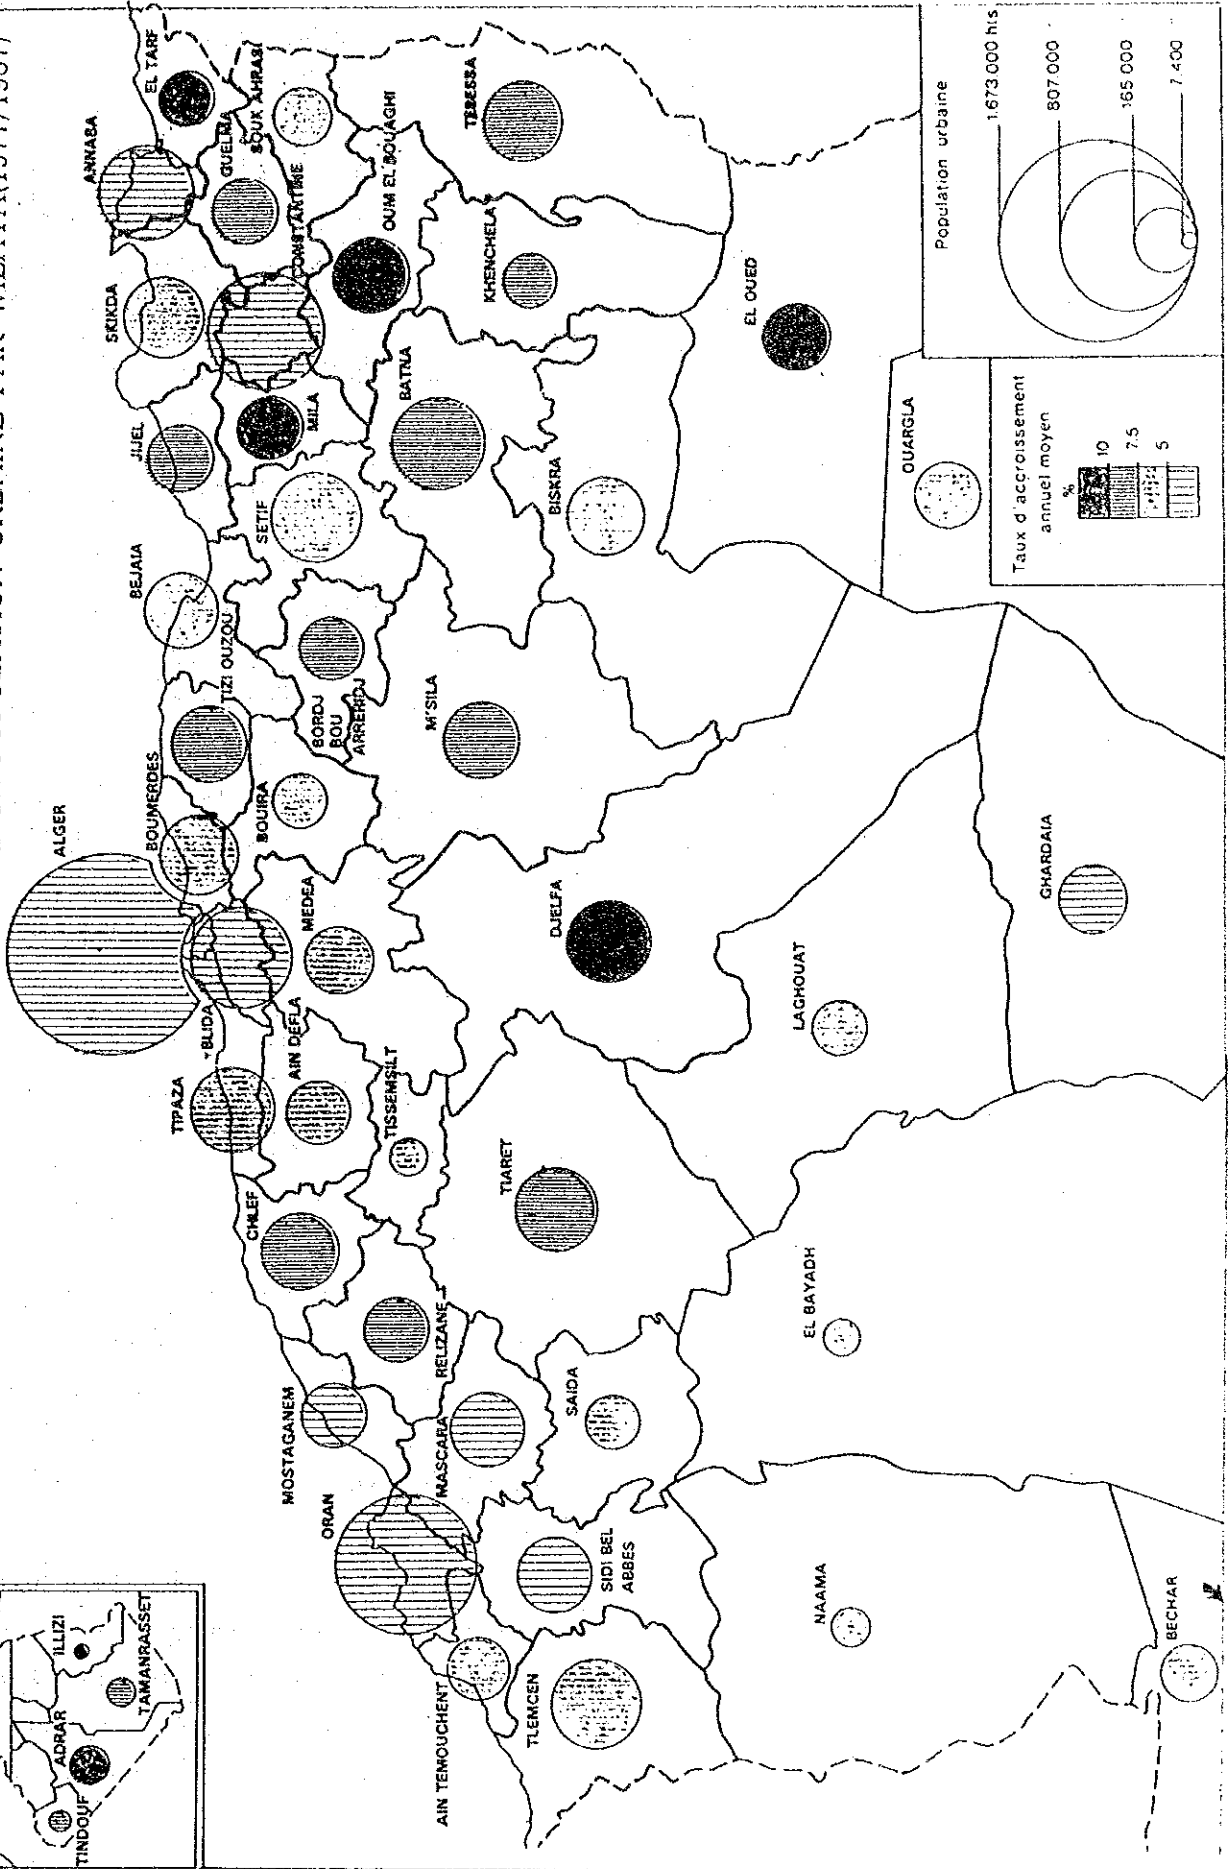 TINDOUF
ADRAR
ILLIZI
TAMANRASSET
ALGER
ANNABA
EL TARF
SKIKDA
GUELMA
SOUK AHRAS
JIJEL
CONSTANTINE
BEJAIA
MILA
OUM EL BOUAGHI
TIZI OUZOU
SETIF
BOUMERDES
BOUIRA
BORDJ
BOU
ARRERIDJ
BATNA
KHENCHELA
TEBESSA
BLIDA
MEDEA
M'SILA
BISKRA
TIPAZA
AIN DEFLA
TISSEMSILT
CHLEF
MOSTAGANEM
RELIZANE
TIARET
DJELFA
EL OUED
ORAN
MASCARA
SAIDA
LAGHOUAT
OUARGLA
AIN TEMOUCHENT
SIDI BEL
ABBES
TLEMCEN
EL BAYADH
GHARDAIA
NAAMA
BECHAR
Taux d'accroissement
annuel moyen
%
10
7.5
5
Population urbaine
1.673.000 hts
807.000
165 000
7.400